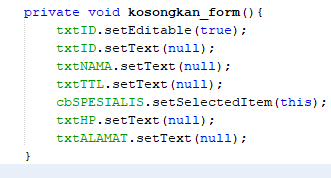 private void kosongkan_form(){
txtID.setEditable(true);
txtID.setText(null);
txtNAMA.setText(null);
txtTTL.setText(null);
cbSPESIALIS.setSelectedItem(this);
txtHP.setText(null);
txtALAMAT.setText(null);
}